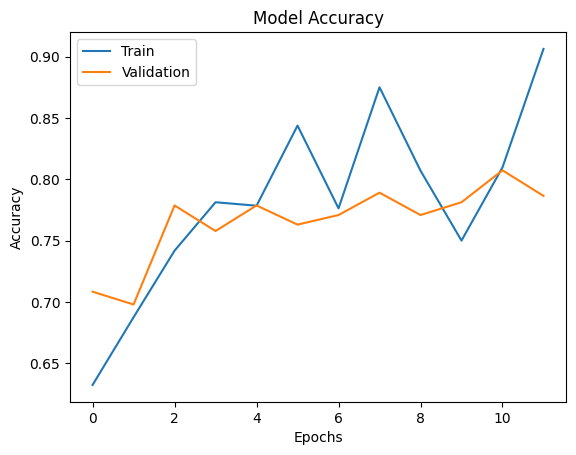 Model Accuracy
Train
Validation
Accuracy
0.90
0.85
0.80
0.75
0.70
0.65
0 2 4 6 8 10
Epochs